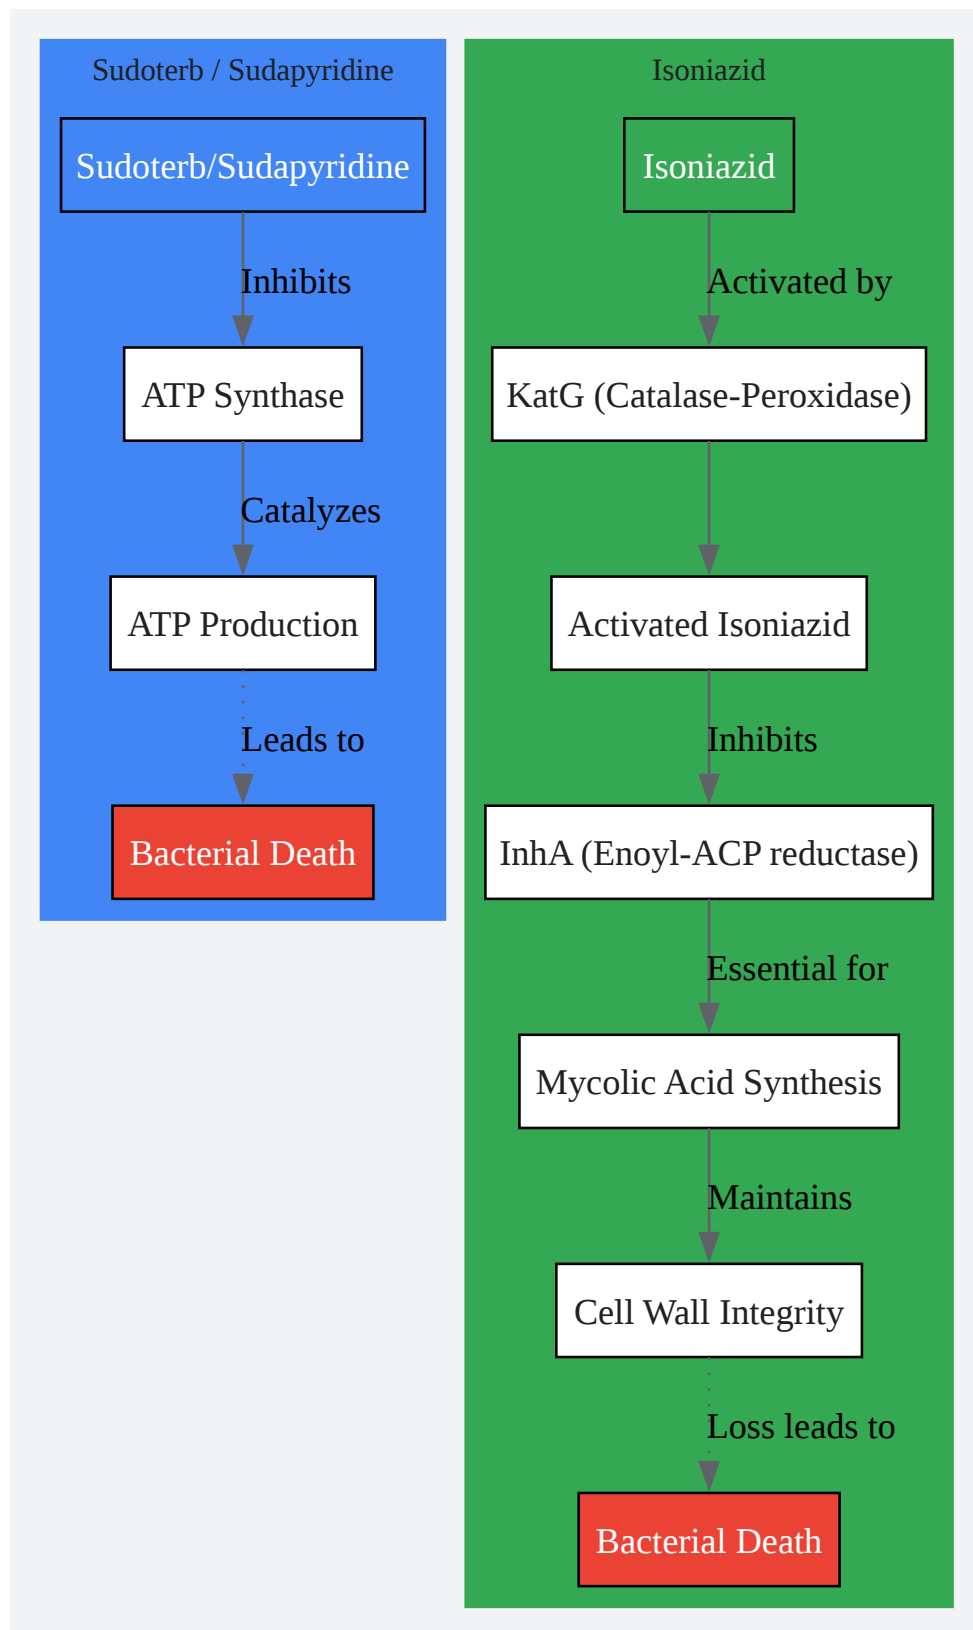 Sudoterb / Sudapyridine
Sudoterb/Sudapyridine
Inhibits
ATP Synthase
Catalyzes
ATP Production
Leads to
Bacterial Death
Isoniazid
Isoniazid
Activated by
KatG (Catalase-Peroxidase)
Activated Isoniazid
Inhibits
InhA (Enoyl-ACP reductase)
Essential for
Mycolic Acid Synthesis
Maintains
Cell Wall Integrity
Loss leads to
Bacterial Death